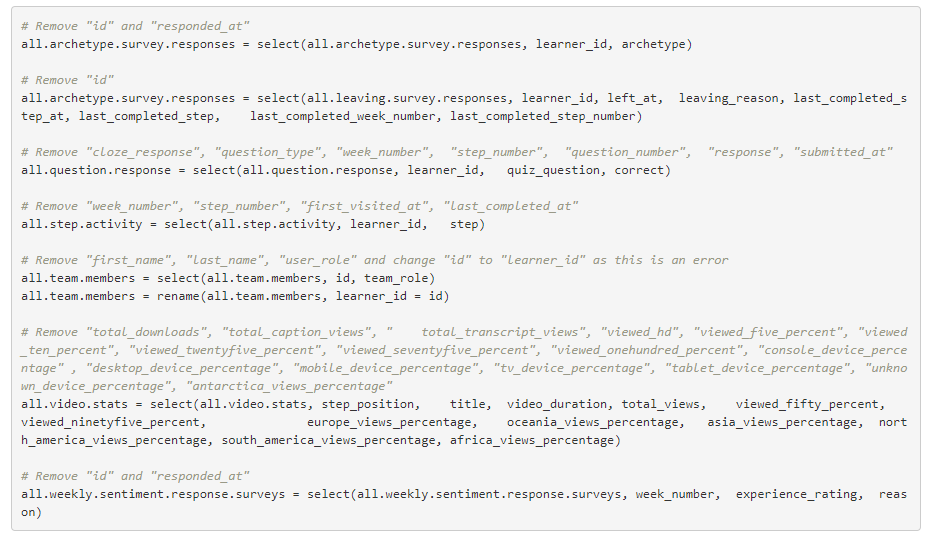 # Remove "id" and "responded_at"
all.archetype.survey.responses = select(all.archetype.survey.responses, learner_id, archetype)
# Remove "id"
all.archetype.survey.responses = select(all.leaving.survey.responses, learner_id, left_at,  leaving_reason, last_completed_s
tep_at, last_completed_step,    last_completed_week_number, last_completed_step_number)
# Remove "cloze_response", "question_type", "week_number",  "step_number",  "question_number",  "response", "submitted_at"
all.question.response = select(all.question.response, learner_id,   quiz_question, correct)
# Remove "week_number", "step_number", "first_visited_at", "last_completed_at"
all.step.activity = select(all.step.activity, learner_id,   step)
# Remove "first_name", "last_name", "user_role" and change "id" to "learner_id" as this is an error
all.team.members = select(all.team.members, id, team_role)
all.team.members = rename(all.team.members, learner_id = id)
# Remove "total_downloads", "total_caption_views", "    total_transcript_views", "viewed_hd", "viewed_five_percent", "viewed
_ten_percent", "viewed_twentyfive_percent", "viewed_seventyfive_percent", "viewed_onehundred_percent", "console_device_perce
ntage" , "desktop_device_percentage", "mobile_device_percentage", "tv_device_percentage", "tablet_device_percentage", "unkno
wn_device_percentage", "antarctica_views_percentage"
all.video.stats = select(all.video.stats, step_position,    title,  video_duration, total_views,    viewed_fifty_percent,
viewed_ninetyfive_percent,              europe_views_percentage,    oceania_views_percentage,   asia_views_percentage,  nort
h_america_views_percentage, south_america_views_percentage, africa_views_percentage)
# Remove "id" and "responded_at"
all.weekly.sentiment.response.surveys = select(all.weekly.sentiment.response.surveys, week_number,  experience_rating,  reas
on)